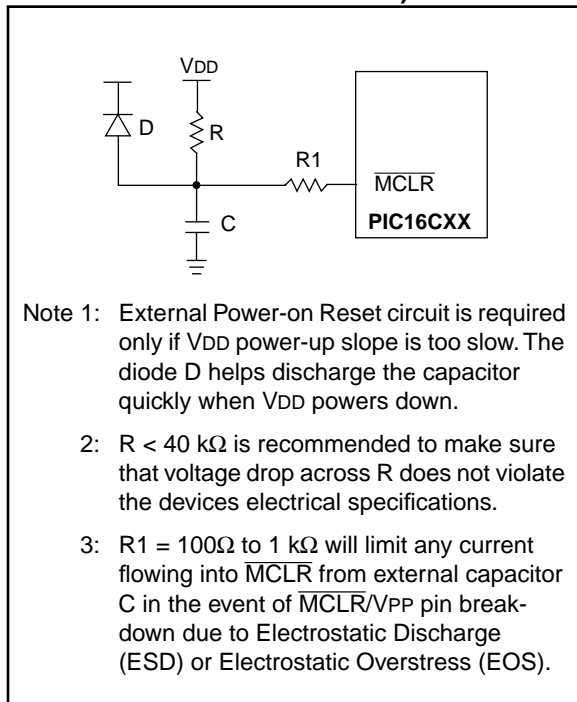 VDD
D
R
R1
MCLR
C
PIC16CXX
Note 1: External Power-on Reset circuit is required
only if VDD power-up slope is too slow. The
diode D helps discharge the capacitor
quickly when VDD powers down.
2: R < 40 kΩ is recommended to make sure
that voltage drop across R does not violate
the devices electrical specifications.
3: R1 = 100Ω to 1 kΩ will limit any current
flowing into MCLR from external capacitor
C in the event of MCLR/VPP pin break-
down due to Electrostatic Discharge
(ESD) or Electrostatic Overstress (EOS).